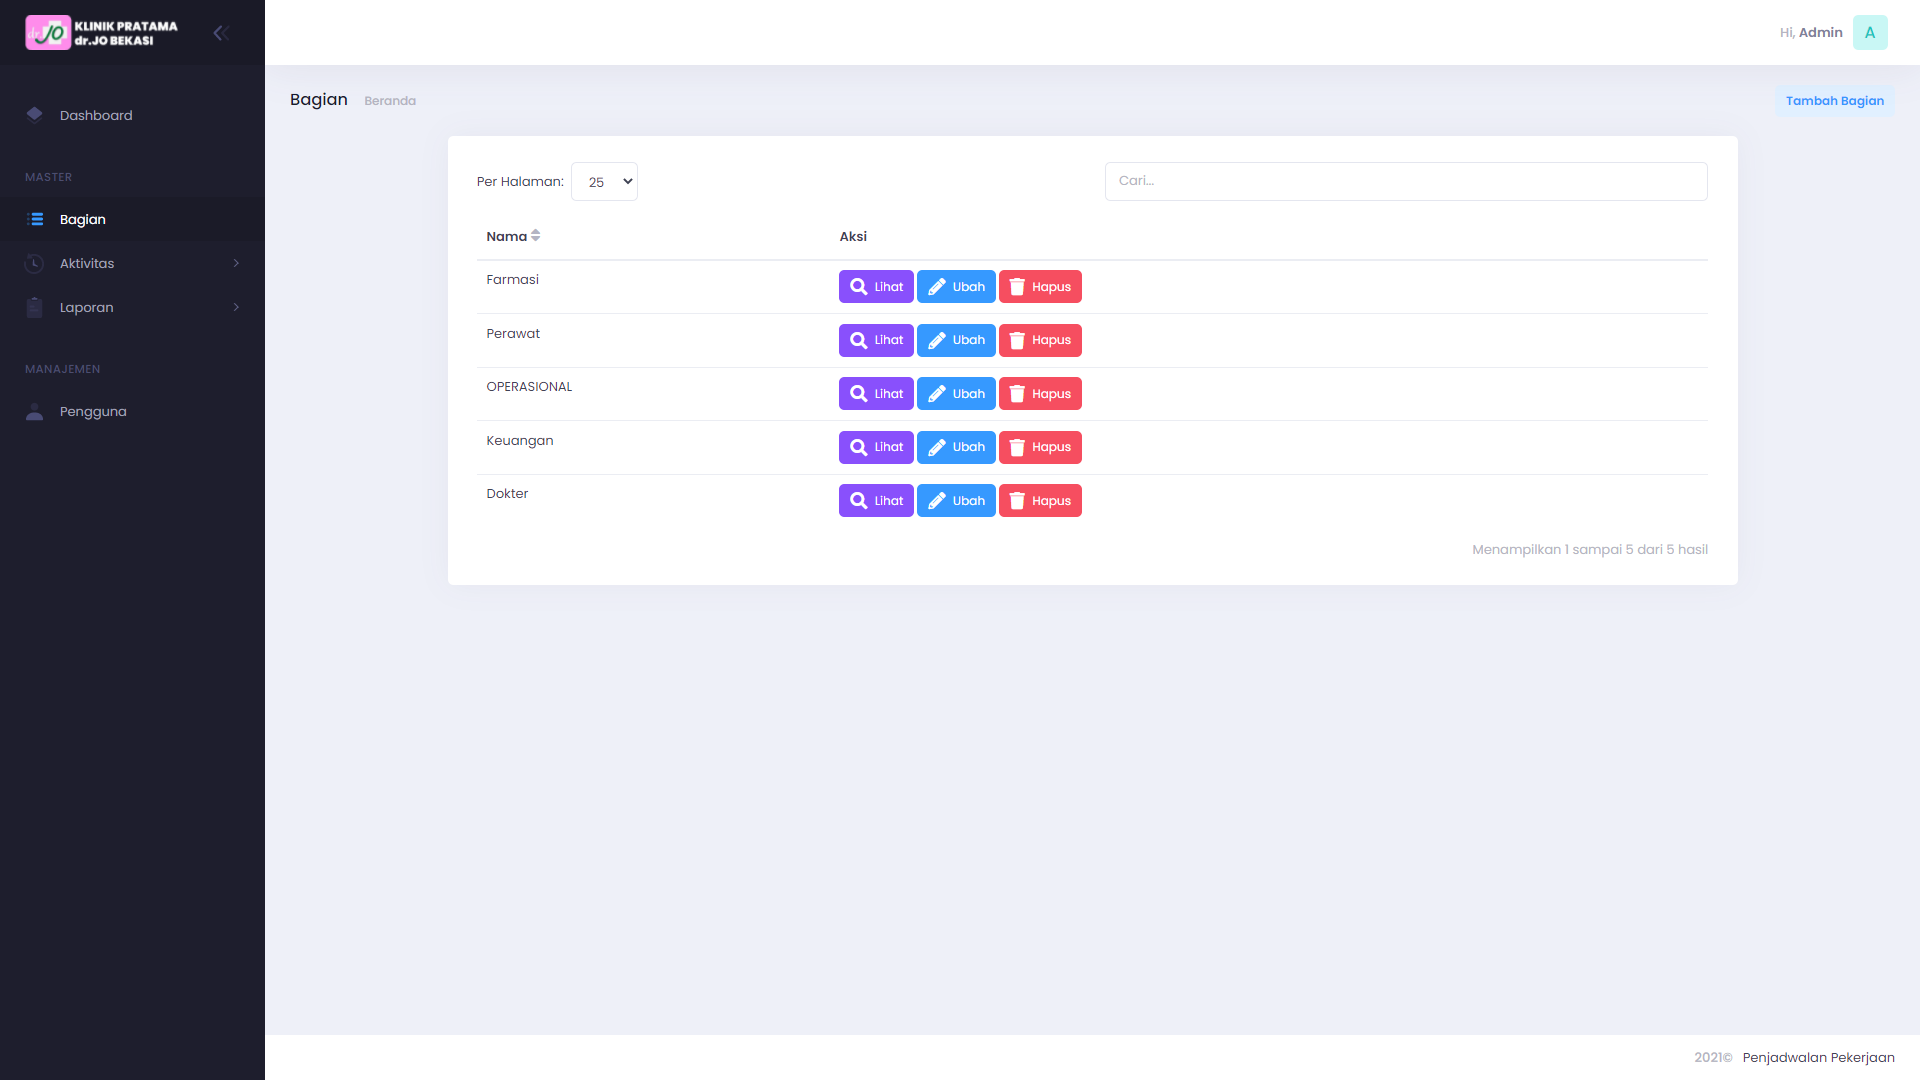 dr.JO KLINIK PRATAMA
dr.JO BEKASI
Hi, Admin A
Dashboard
MASTER
Bagian
Aktivitas
Laporan
MANAJEMEN
Pengguna
Bagian Beranda
Tambah Bagian
Per Halaman: 25
Cari...
Nama Aksi
Farmasi Lihat Ubah Hapus
Perawat Lihat Ubah Hapus
OPERASIONAL Lihat Ubah Hapus
Keuangan Lihat Ubah Hapus
Dokter Lihat Ubah Hapus
Menampilkan 1 sampai 5 dari 5 hasil
2021© Penjadwalan Pekerjaan